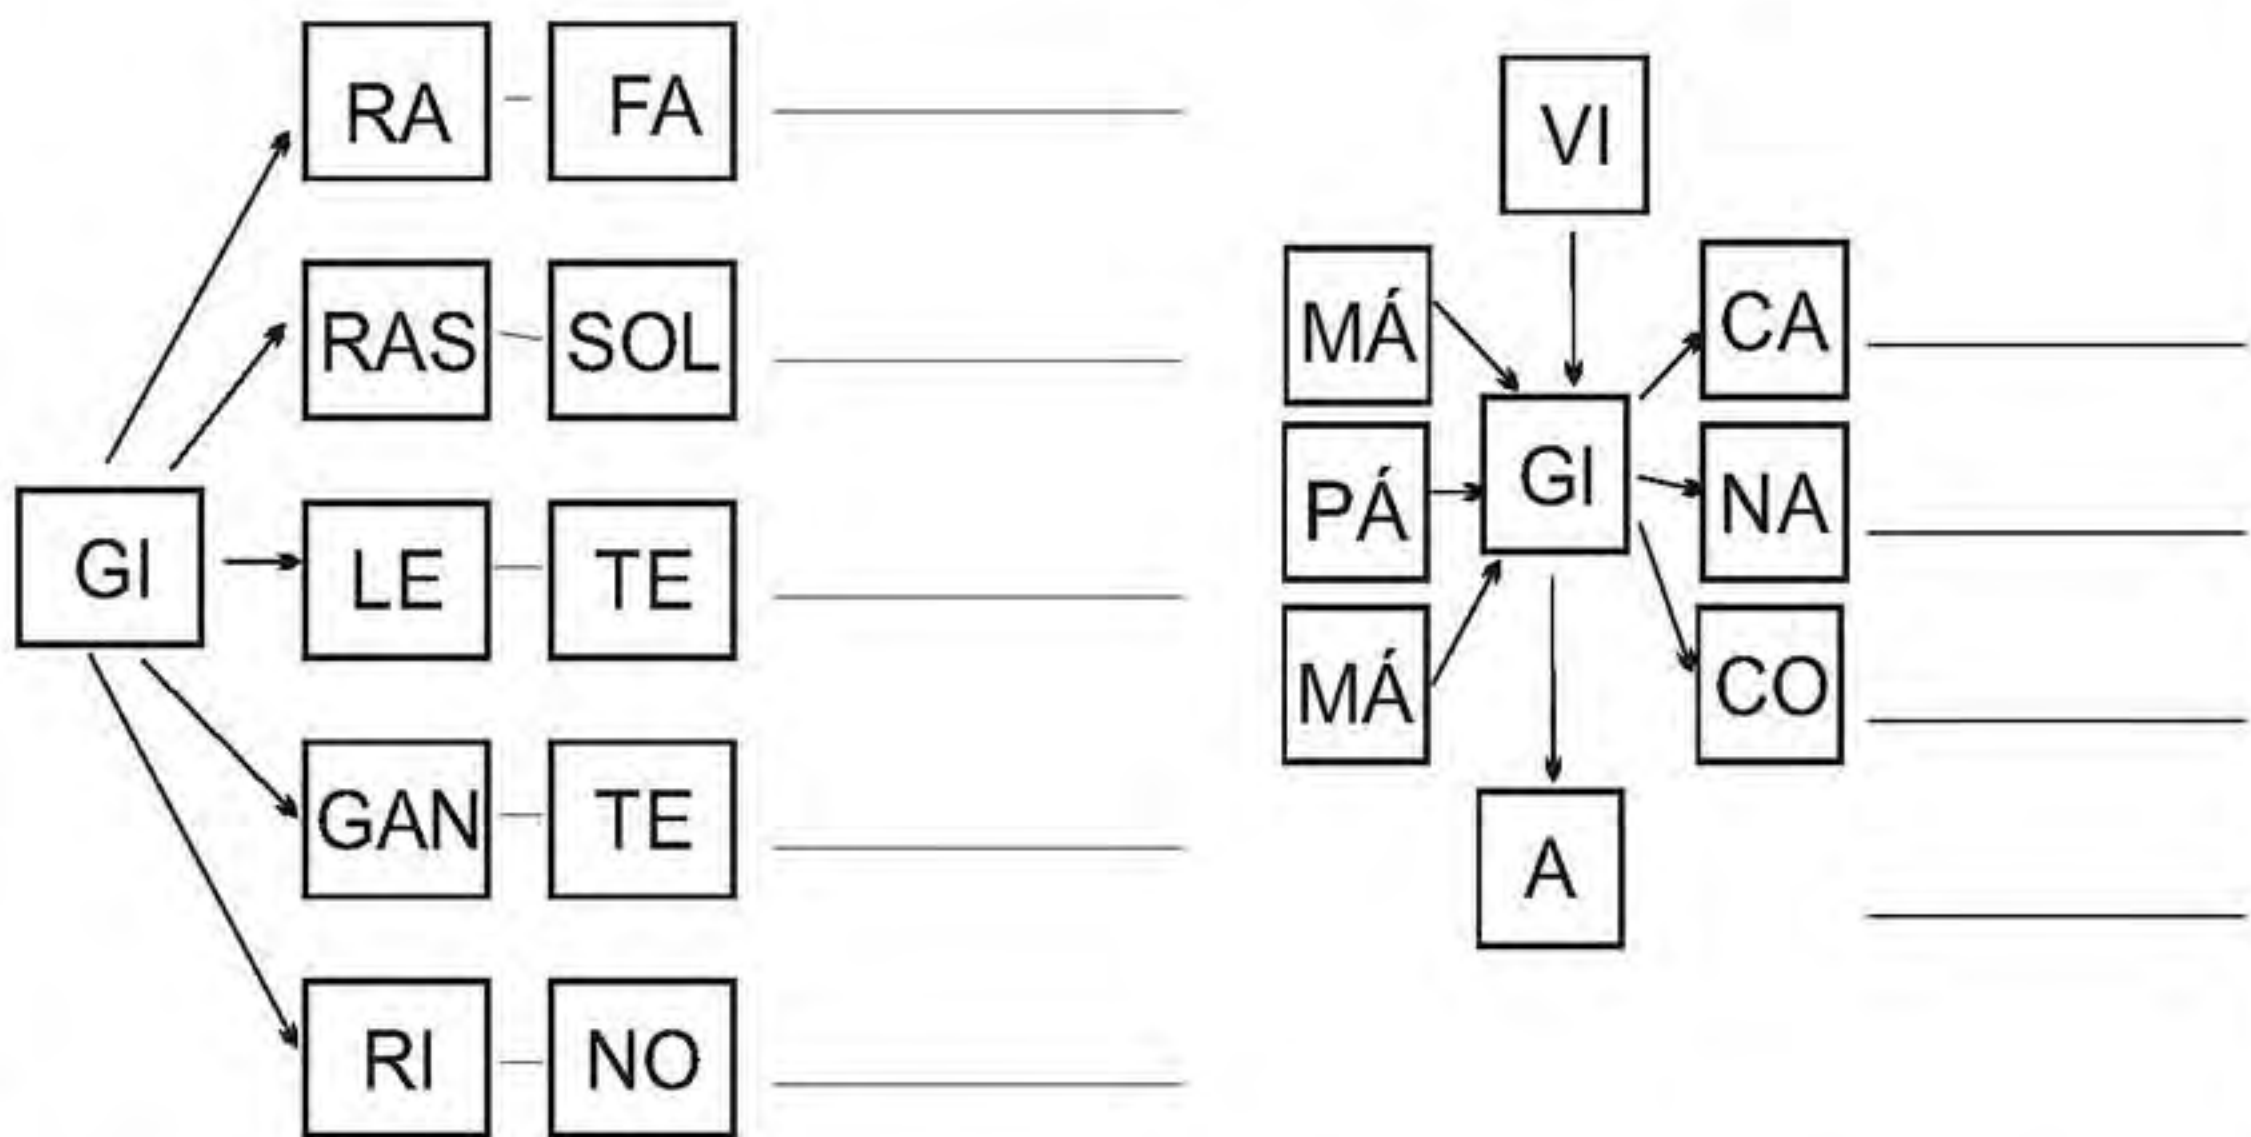 RA FA
RAS SOL
GI LE TE
GAN TE
RI NO
VI
MÁ CA
GI
PÁ NA
MÁ CO
A